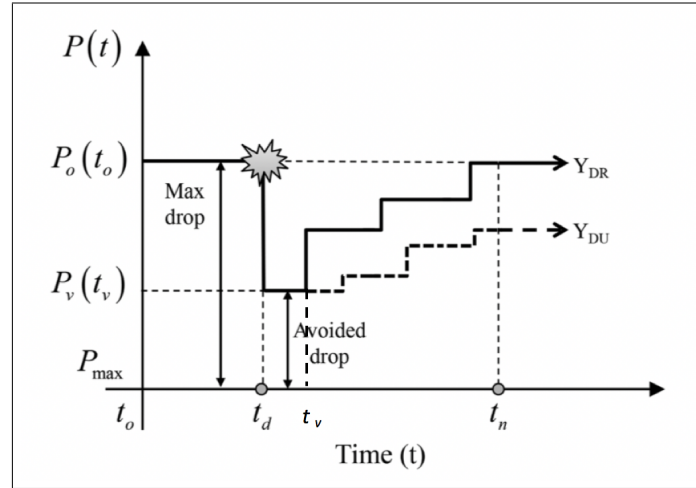 P(t)
P_o(t_o)
Y_DR
Max
drop
Y_DU
P_v(t_v)
Avoided
drop
P_max
t_o
t_d
t_v
t_n
Time (t)